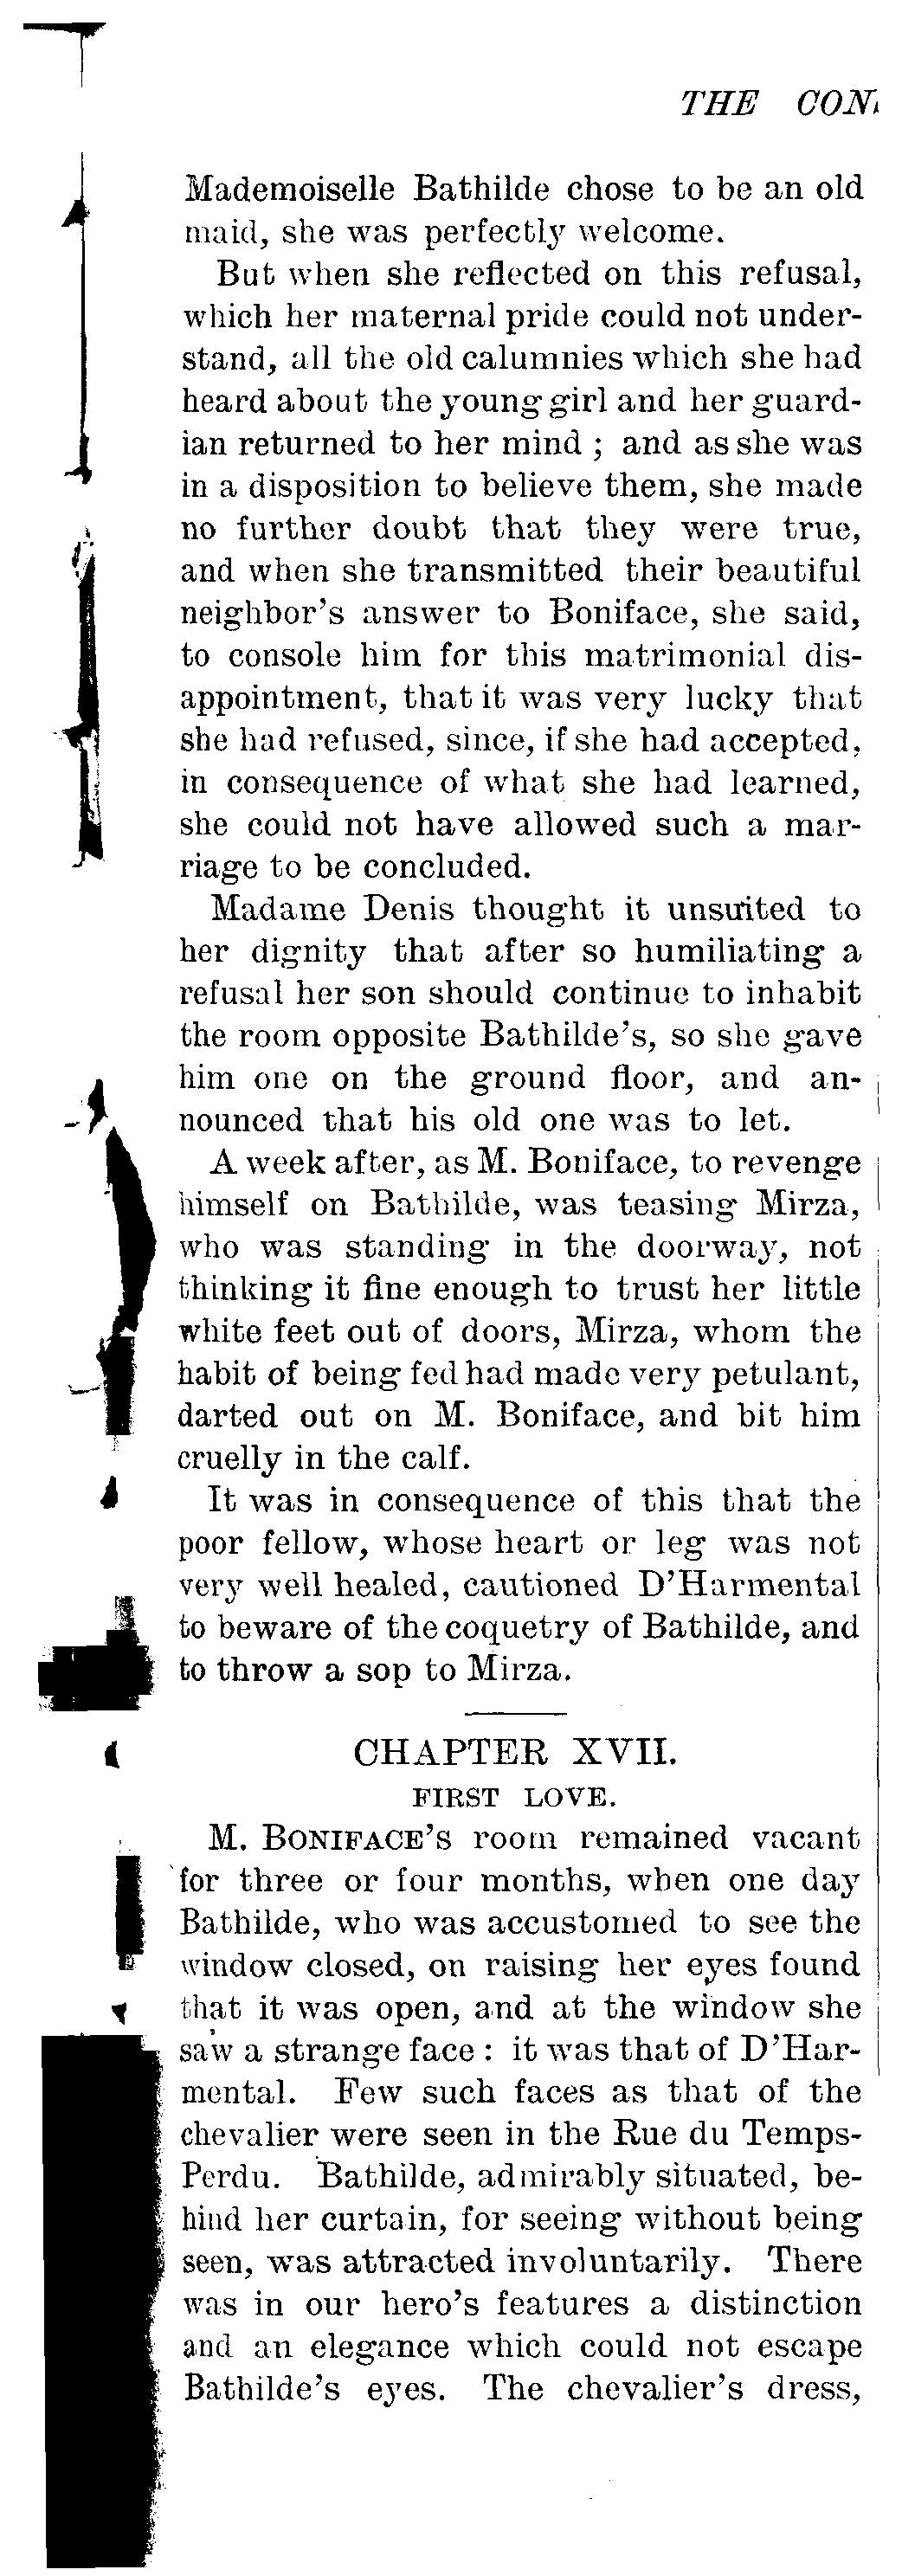 THE CON
Mademoiselle Bathilde chose to be an old
maid, she was perfectly welcome.
But when she reflected on this refusal,
which her maternal pride could not under-
stand, all the old calumnies which she had
heard about the young girl and her guard-
ian returned to her mind ; and as she was
in a disposition to believe them, she made
no further doubt that they were true,
and when she transmitted their beautiful
neighbor's answer to Boniface, she said,
to console him for this matrimonial dis-
appointment, that it was very lucky that
she had refused, since, if she had accepted,
in consequence of what she had learned,
she could not have allowed such a mar-
riage to be concluded.
Madame Denis thought it unsuited to
her dignity that after so humiliating a
refusal her son should continue to inhabit
the room opposite Bathilde's, so she gave
him one on the ground floor, and an-
nounced that his old one was to let.
A week after, as M. Boniface, to revenge
himself on Bathilde, was teasing Mirza,
who was standing in the doorway, not
thinking it fine enough to trust her little
white feet out of doors, Mirza, whom the
habit of being fed had made very petulant,
darted out on M. Boniface, and bit him
cruelly in the calf.
It was in consequence of this that the
poor fellow, whose heart or leg was not
very well healed, cautioned D'Harmental
to beware of the coquetry of Bathilde, and
to throw a sop to Mirza.
CHAPTER XVII.
FIRST LOVE.
M. BONIFACE'S room remained vacant
for three or four months, when one day
Bathilde, who was accustomed to see the
window closed, on raising her eyes found
that it was open, and at the window she
saw a strange face : it was that of D'Har-
mental. Few such faces as that of the
chevalier were seen in the Rue du Temps-
Perdu. Bathilde, admirably situated, be-
hind her curtain, for seeing without being
seen, was attracted involuntarily. There
was in our hero's features a distinction
and an elegance which could not escape
Bathilde's eyes. The chevalier's dress,